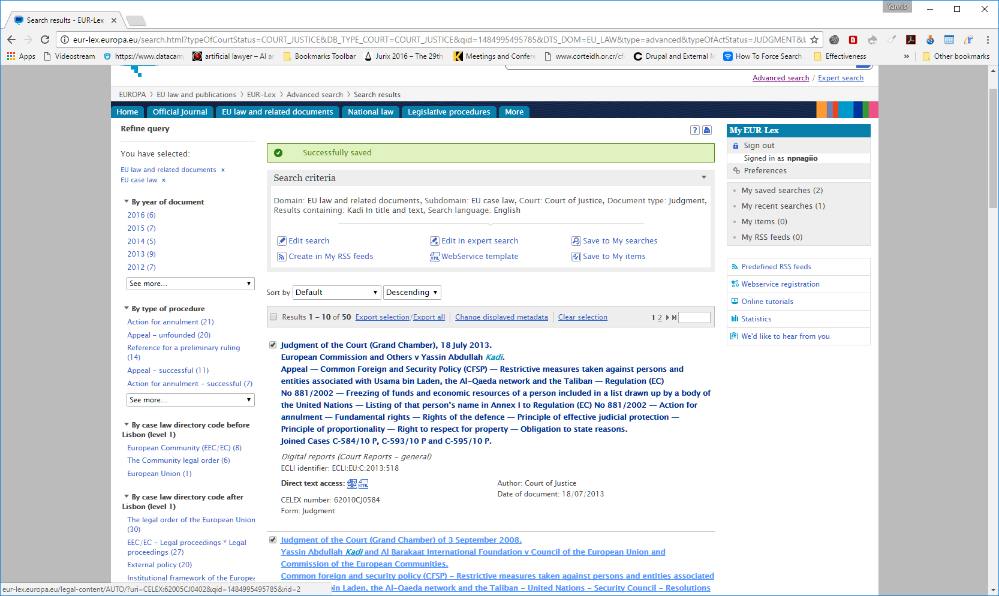 Yannis
Search results - EUR-Lex
eur-lex.europa.eu/search.html?typeOfCourtStatus=COURT_JUSTICE&DB_TYPE_COURT=COURT_JUSTICE&qid=1484995495785&DTS_DOM=EU_LAW&type=advanced&typeOfActStatus=JUDGMENT&l
Apps Videostream https://www.datacam artificial lawyer – AI a Bookmarks Toolbar Jurix 2016 – The 29th Meetings and Confere www.corteidh.or.cr/cf Drupal and External M How To Force Search Effectiveness » Other bookmarks
Advanced search / Expert search
EUROPA > EU law and publications > EUR-Lex > Advanced search > Search results
Home Official Journal EU law and related documents National law Legislative procedures More
Refine query
You have selected:
EU law and related documents x
EU case law x
By year of document
2016 (6)
2015 (7)
2014 (5)
2013 (9)
2012 (7)
See more...
By type of procedure
Action for annulment (21)
Appeal - unfounded (20)
Reference for a preliminary ruling
(14)
Appeal - successful (11)
Action for annulment - successful (7)
See more...
By case law directory code before
Lisbon (level 1)
European Community (EEC/EC) (8)
The Community legal order (6)
European Union (1)
By case law directory code after
Lisbon (level 1)
The legal order of the European Union
(30)
EEC/EC - Legal proceedings * Legal
proceedings (27)
External policy (20)
Institutional framework of the Europea
?
Successfully saved
Search criteria
Domain: EU law and related documents, Subdomain: EU case law, Court: Court of Justice, Document type: Judgment,
Results containing: Kadi In title and text, Search language: English
Edit search Edit in expert search Save to My searches
Create in My RSS feeds XML WebService template Save to My items
Sort by Default Descending
Results 1 - 10 of 50 Export selection/Export all Change displayed metadata Clear selection 1 2
Judgment of the Court (Grand Chamber), 18 July 2013.
European Commission and Others v Yassin Abdullah Kadi.
Appeal — Common Foreign and Security Policy (CFSP) — Restrictive measures taken against persons and
entities associated with Usama bin Laden, the Al-Qaeda network and the Taliban — Regulation (EC)
No 881/2002 — Freezing of funds and economic resources of a person included in a list drawn up by a body of
the United Nations — Listing of that person's name in Annex I to Regulation (EC) No 881/2002 — Action for
annulment — Fundamental rights — Rights of the defence — Principle of effective judicial protection —
Principle of proportionality — Right to respect for property — Obligation to state reasons.
Joined Cases C-584/10 P, C-593/10 P and C-595/10 P.
Digital reports (Court Reports - general)
ECLI identifier: ECLI:EU:C:2013:518
Direct text access: HTML
CELEX number: 62010CJ0584
Form: Judgment
Author: Court of Justice
Date of document: 18/07/2013
Judgment of the Court (Grand Chamber) of 3 September 2008.
Yassin Abdullah Kadi and Al Barakaat International Foundation v Council of the European Union and
Commission of the European Communities.
Common foreign and security policy (CFSP) - Restrictive measures taken against persons and entities associated
bin Laden, the Al-Qaeda network and the Taliban - United Nations - Security Council - Resolutions
My EUR-Lex
Sign out
Signed in as npnagiio
Preferences
My saved searches (2)
My recent searches (1)
My items (0)
My RSS feeds (0)
Predefined RSS feeds
Webservice registration
Online tutorials
Statistics
We'd like to hear from you
eur-lex.europa.eu/legal-content/AUTO/?uri=CELEX:62005CJ0402&qid=1484995495785&rid=2